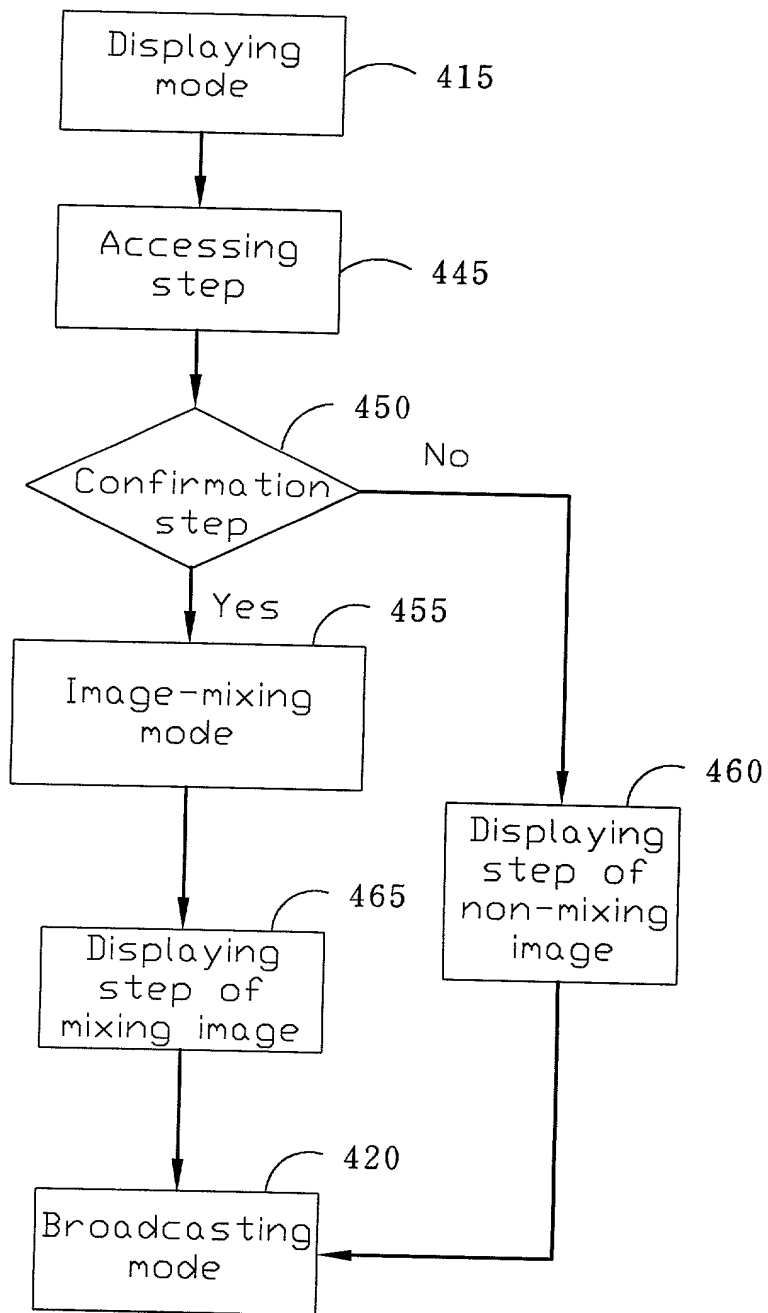 Displaying
mode
415
Accessing
step
445
450
Confirmation
step
No
Yes
455
Image-mixing
mode
460
Displaying
step of
non-mixing
image
465
Displaying
step of
mixing image
420
Broadcasting
mode